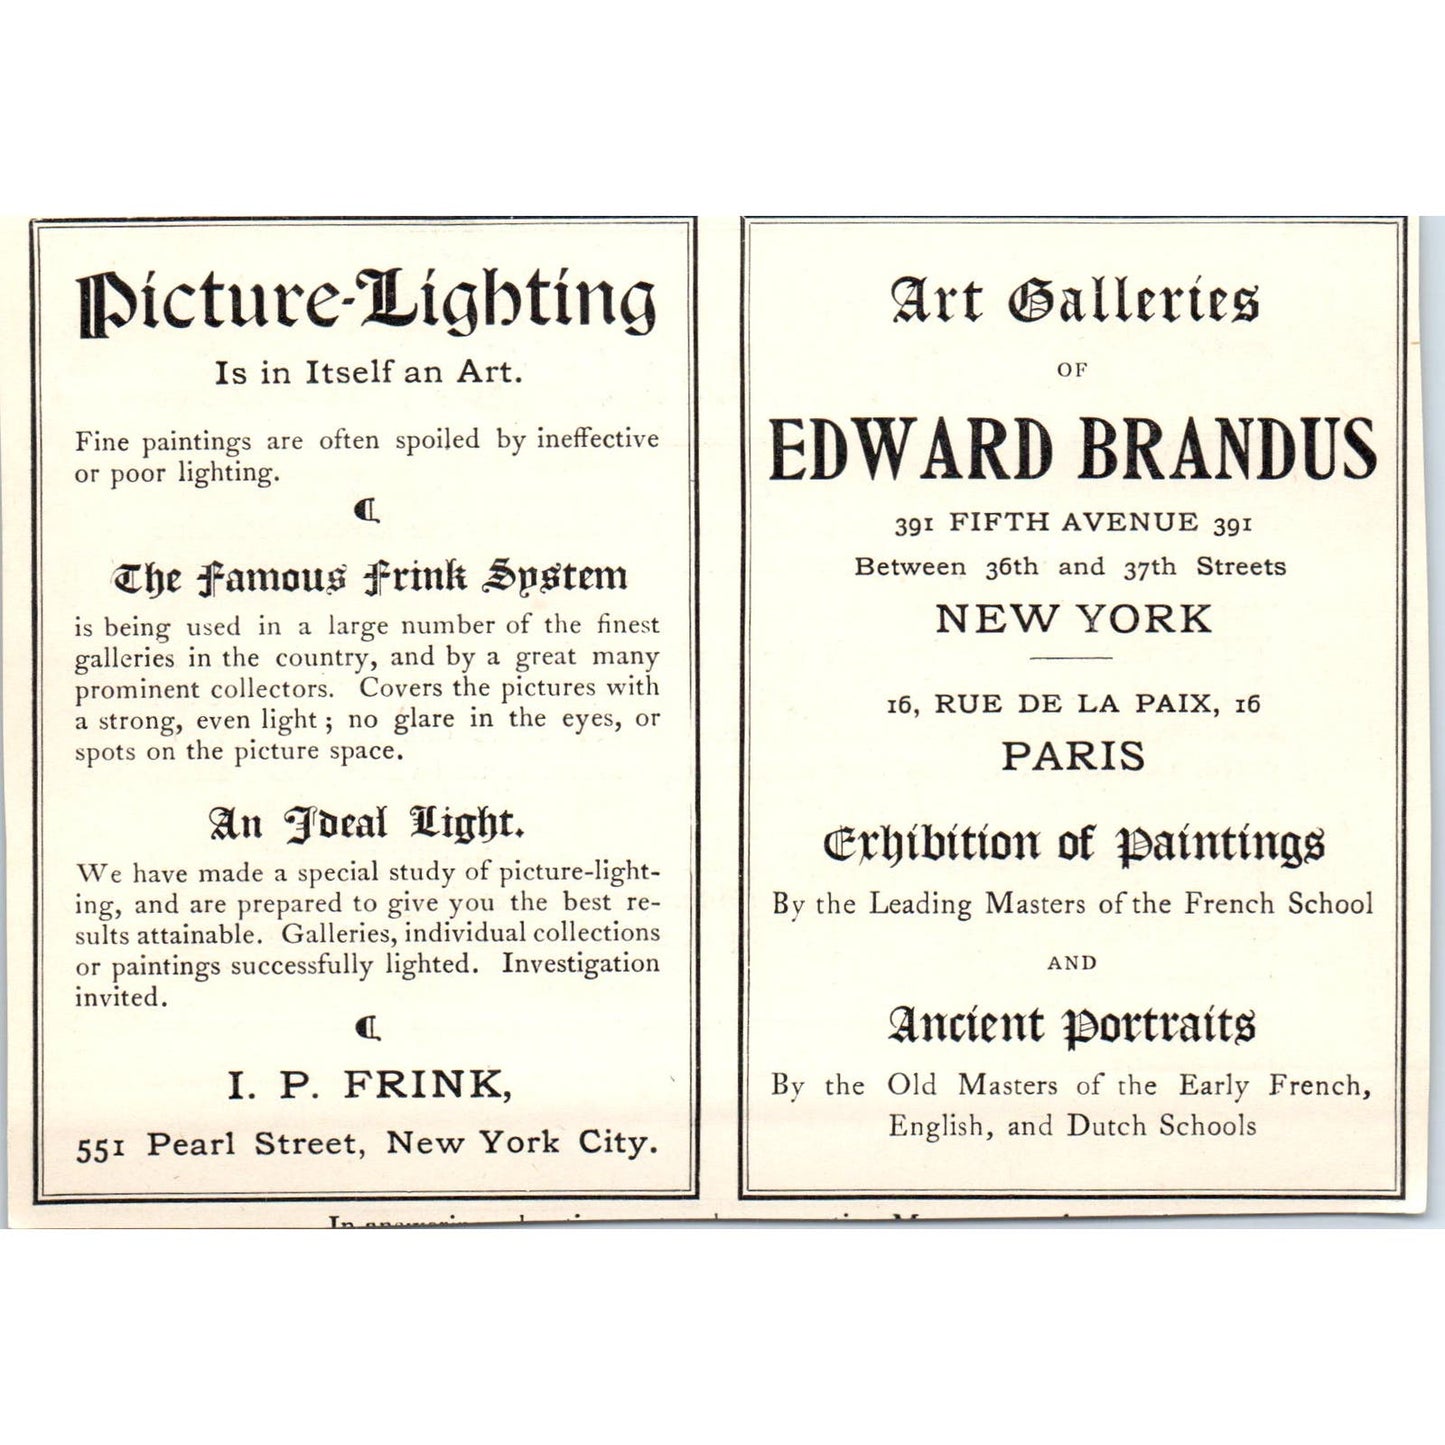 Picture-Lighting
Is in Itself an Art.
Fine paintings are often spoiled by ineffective
or poor lighting.
The Famous Frink System
is being used in a large number of the finest
galleries in the country, and by a great many
prominent collectors. Covers the pictures with
a strong, even light; no glare in the eyes, or
spots on the picture space.
An Ideal Light.
We have made a special study of picture-light-
ing, and are prepared to give you the best re-
sults attainable. Galleries, individual collections
or paintings successfully lighted. Investigation
invited.
I. P. FRINK,
551 Pearl Street, New York City.
Art Galleries
OF
EDWARD BRANDUS
391 FIFTH AVENUE 391
Between 36th and 37th Streets
NEW YORK
16, RUE DE LA PAIX, 16
PARIS
Exhibition of Paintings
By the Leading Masters of the French School
AND
Ancient Portraits
By the Old Masters of the Early French,
English, and Dutch Schools